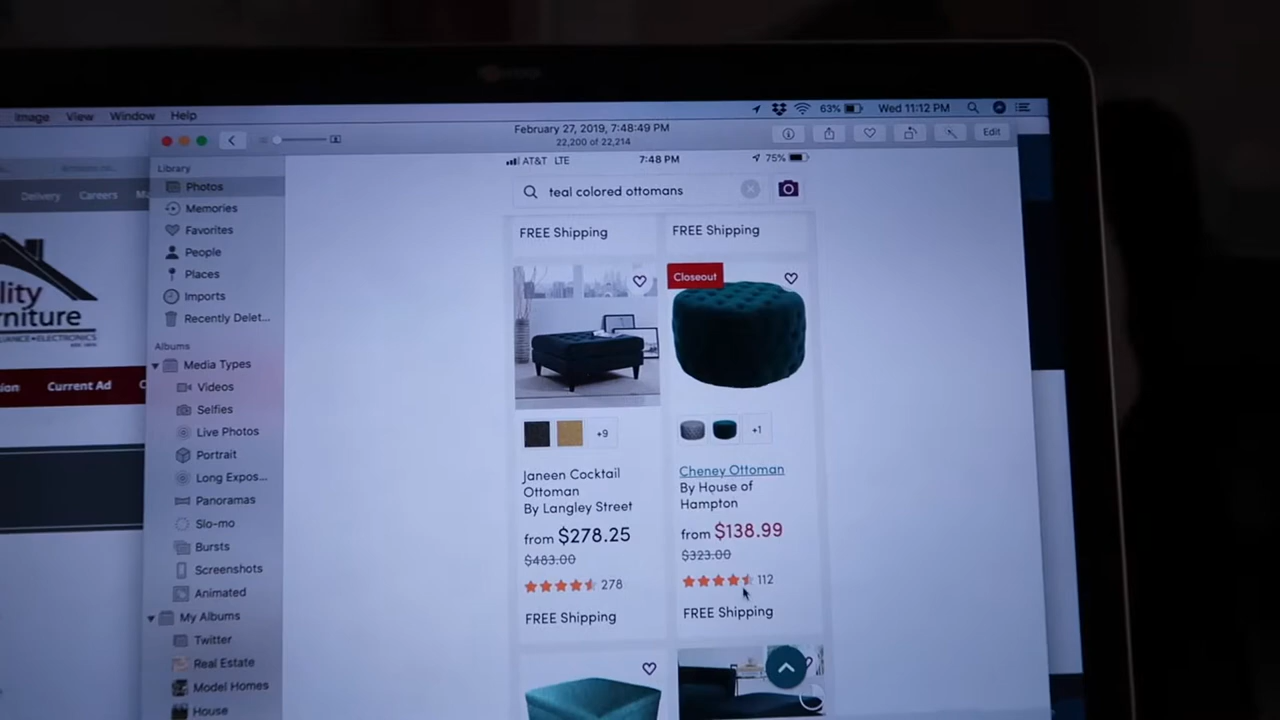 Image View Window Help
63% Wed 11:12 PM
February 27, 2019, 7:48:49 PM
22,200 of 22,214
Edit
Library
Photos
Memories
Favorites
People
Places
Imports
Recently Delet...
Albums
Media Types
Videos
Selfies
Live Photos
Portrait
Long Expos...
Panoramas
Slo-mo
Bursts
Screenshots
Animated
My Albums
Twitter
Real Estate
Model Homes
House
Delivery Careers
lity
rniture
LIANCE•ELECTRONICS
Current Ad
AT&T LTE 7:48 PM 75%
teal colored ottomans
FREE Shipping
FREE Shipping
Closeout
+9
Janeen Cocktail
Ottoman
By Langley Street
from $278.25
$483.00
278
FREE Shipping
+1
Cheney Ottoman
By House of
Hampton
from $138.99
$323.00
112
FREE Shipping